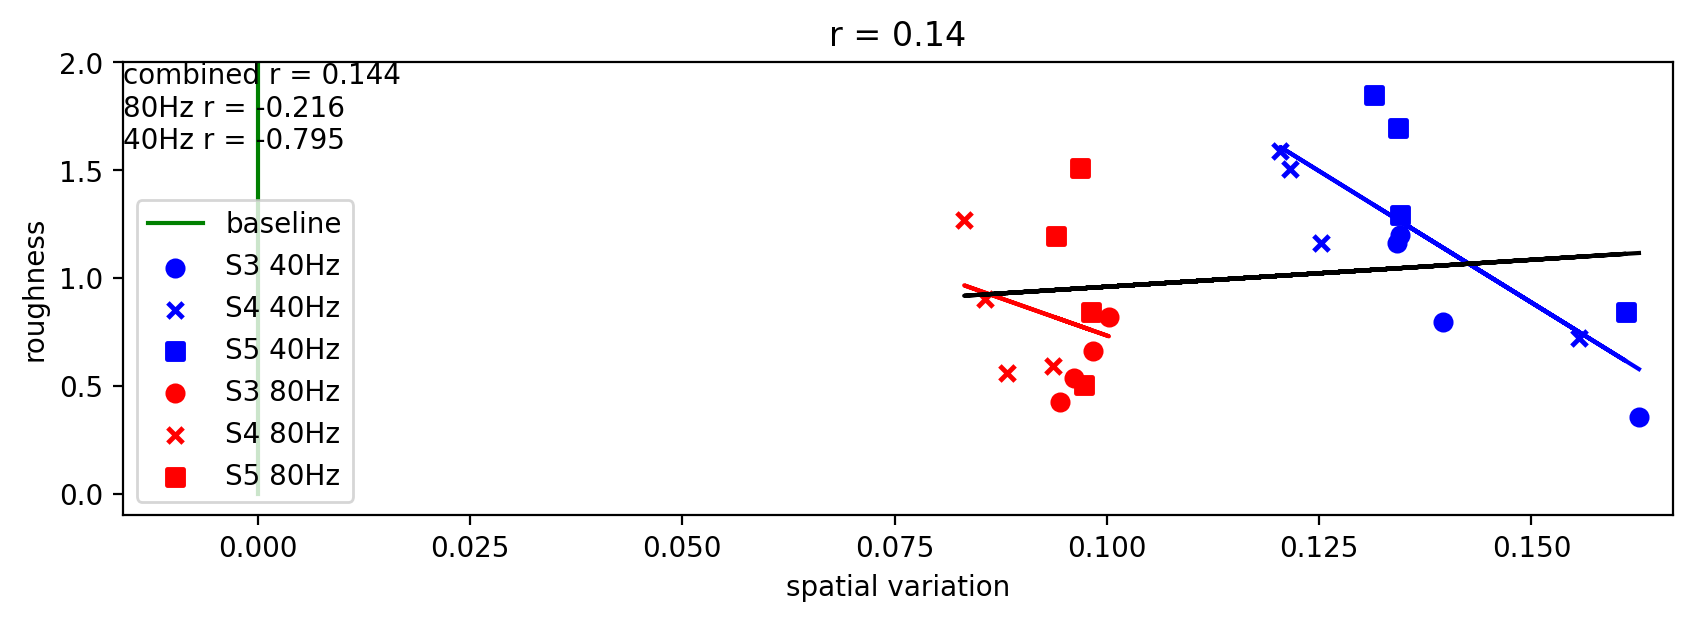 r = 0.14
combined r = 0.144
80Hz r = -0.216
40Hz r = -0.795
2.0
1.5
1.0
0.5
0.0
roughness
baseline
S3 40Hz
S4 40Hz
S5 40Hz
S3 80Hz
S4 80Hz
S5 80Hz
0.000 0.025 0.050 0.075 0.100 0.125 0.150
spatial variation